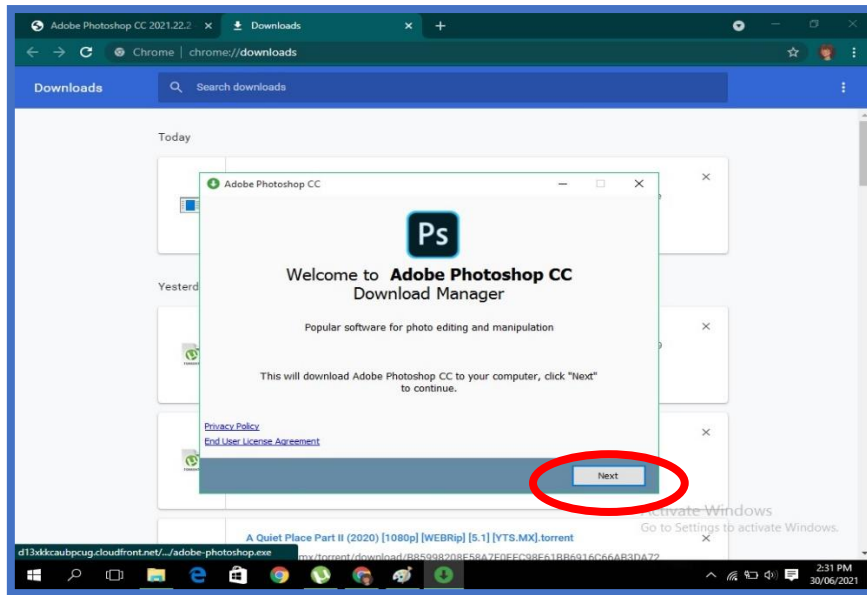 Adobe Photoshop CC 2021.22.2
Downloads
Chrome | chrome://downloads
Downloads
Search downloads
Today
Adobe Photoshop CC
Ps
Welcome to Adobe Photoshop CC
Download Manager
Yesterd
Popular software for photo editing and manipulation
This will download Adobe Photoshop CC to your computer, click "Next"
to continue.
Privacy Policy
End User License Agreement
Next
Activate Windows
Go to Settings to activate Windows.
A Quiet Place Part II (2020) [1080p] [WEBRip] [5.1] [YTS.MX].torrent
d13xkkcaubpcug.cloudfront.net/.../adobe-photoshop.exe
2:31 PM
30/06/2021